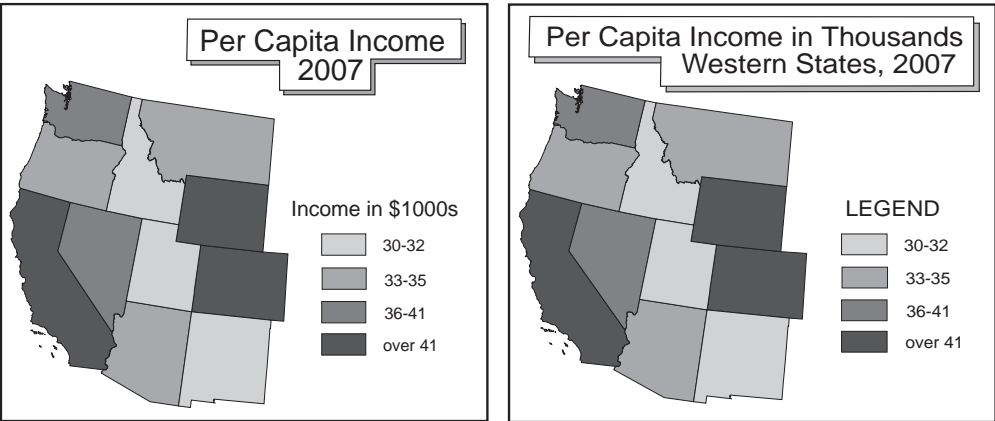 Per Capita Income
2007
Income in $1000s
30-32
33-35
36-41
over 41
Per Capita Income in Thousands
Western States, 2007
LEGEND
30-32
33-35
36-41
over 41